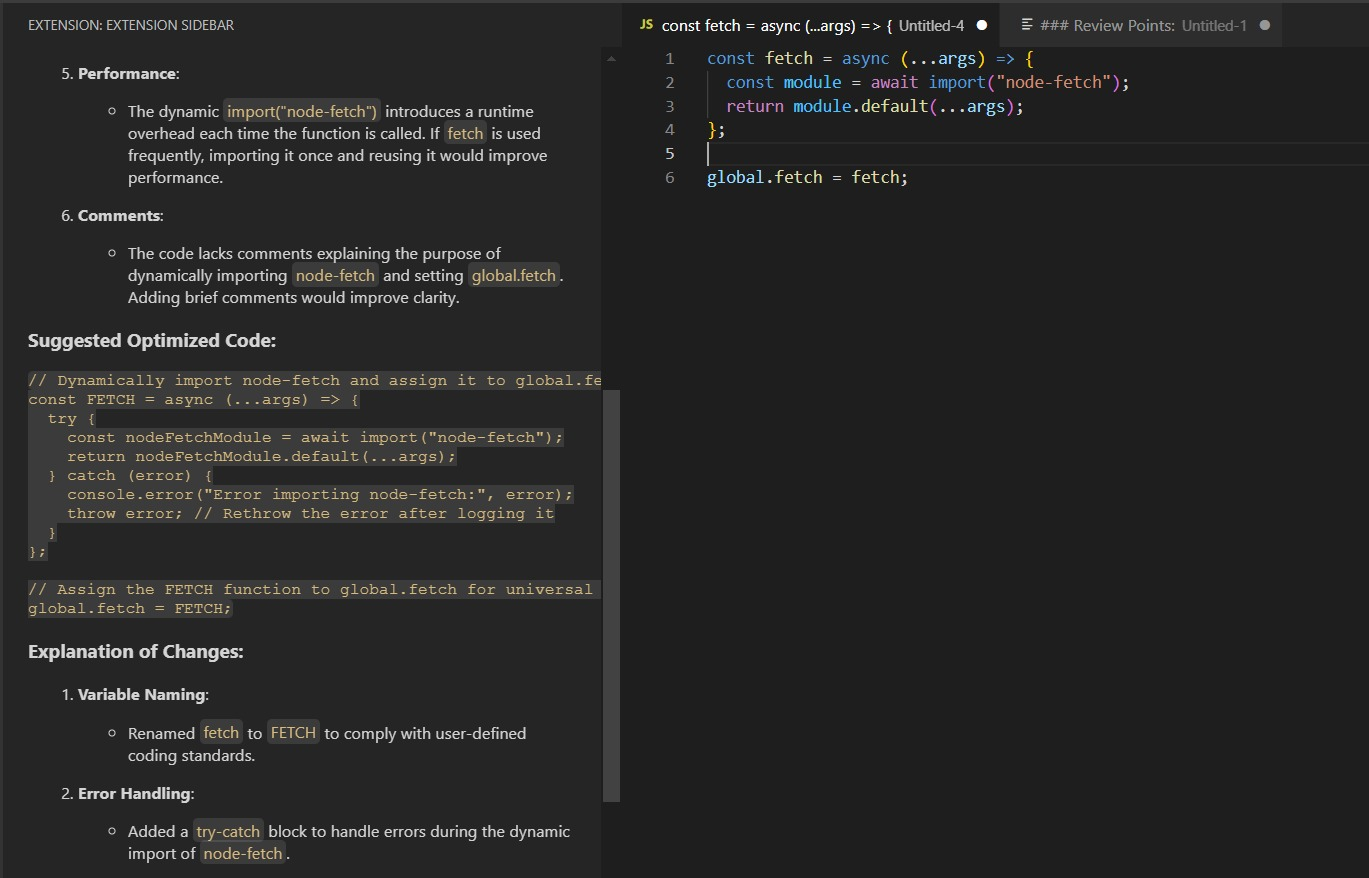 EXTENSION: EXTENSION SIDEBAR
5. Performance:
○ The dynamic import("node-fetch") introduces a runtime
overhead each time the function is called. If fetch is used
frequently, importing it once and reusing it would improve
performance.
6. Comments:
○ The code lacks comments explaining the purpose of
dynamically importing node-fetch and setting global.fetch.
Adding brief comments would improve clarity.
Suggested Optimized Code:
// Dynamically import node-fetch and assign it to global.fe
const FETCH = async (...args) => {
  try {
    const nodeFetchModule = await import("node-fetch");
    return nodeFetchModule.default(...args);
  } catch (error) {
    console.error("Error importing node-fetch:", error);
    throw error; // Rethrow the error after logging it
  }
};
// Assign the FETCH function to global.fetch for universal
global.fetch = FETCH;
Explanation of Changes:
1. Variable Naming:
○ Renamed fetch to FETCH to comply with user-defined
coding standards.
2. Error Handling:
○ Added a try-catch block to handle errors during the dynamic
import of node-fetch.
JS const fetch = async (...args) => { Untitled-4 ● ### Review Points: Untitled-1 ●
1 const fetch = async (...args) => {
2   const module = await import("node-fetch");
3   return module.default(...args);
4 };
5
6 global.fetch = fetch;